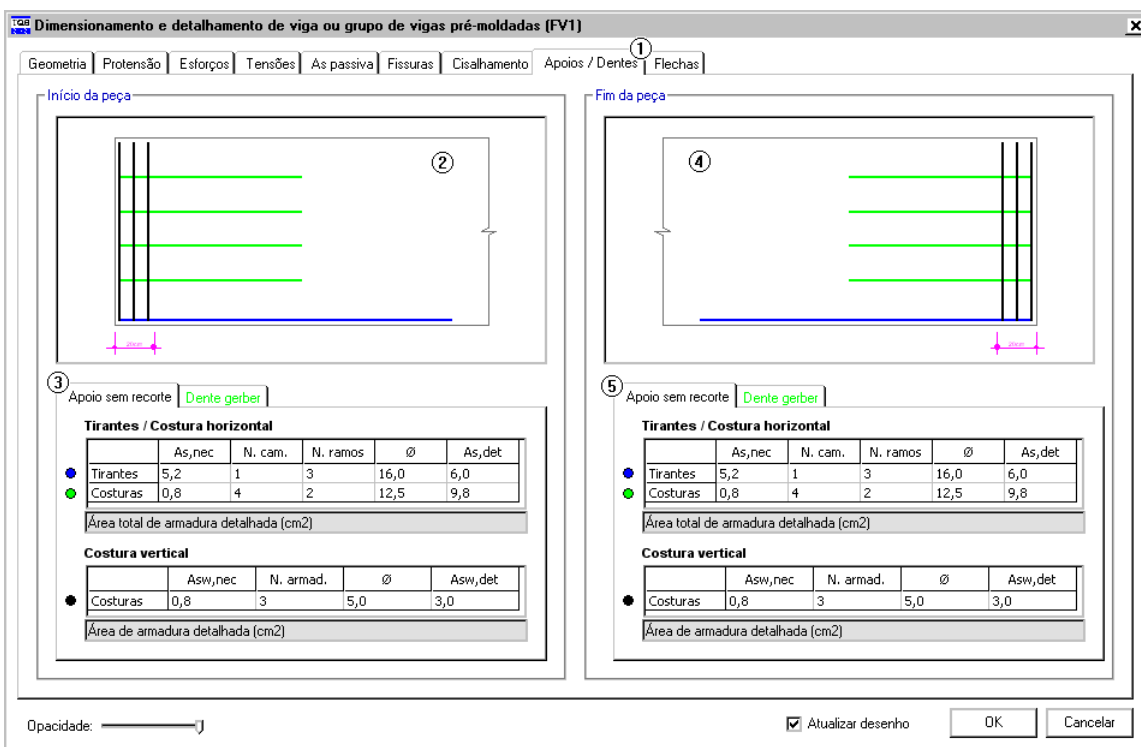 TQS Dimensionamento e detalhamento de viga ou grupo de vigas pré-moldadas (FV1)
1
Geometria Protensão Esforços Tensões As passiva Fissuras Cisalhamento Apoios / Dentes Flechas
Início da peça
2
20cm
3
Apoio sem recorte Dente gerber
Tirantes / Costura horizontal
As,nec N. cam. N. ramos Ø As,det
Tirantes 5,2 1 3 16,0 6,0
Costuras 0,8 4 2 12,5 9,8
Área total de armadura detalhada (cm2)
Costura vertical
Asw,nec N. armad. Ø Asw,det
Costuras 0,8 3 5,0 3,0
Área de armadura detalhada (cm2)
Fim da peça
4
20cm
5
Apoio sem recorte Dente gerber
Tirantes / Costura horizontal
As,nec N. cam. N. ramos Ø As,det
Tirantes 5,2 1 3 16,0 6,0
Costuras 0,8 4 2 12,5 9,8
Área total de armadura detalhada (cm2)
Costura vertical
Asw,nec N. armad. Ø Asw,det
Costuras 0,8 3 5,0 3,0
Área de armadura detalhada (cm2)
Opacidade:
Atualizar desenho
OK
Cancelar